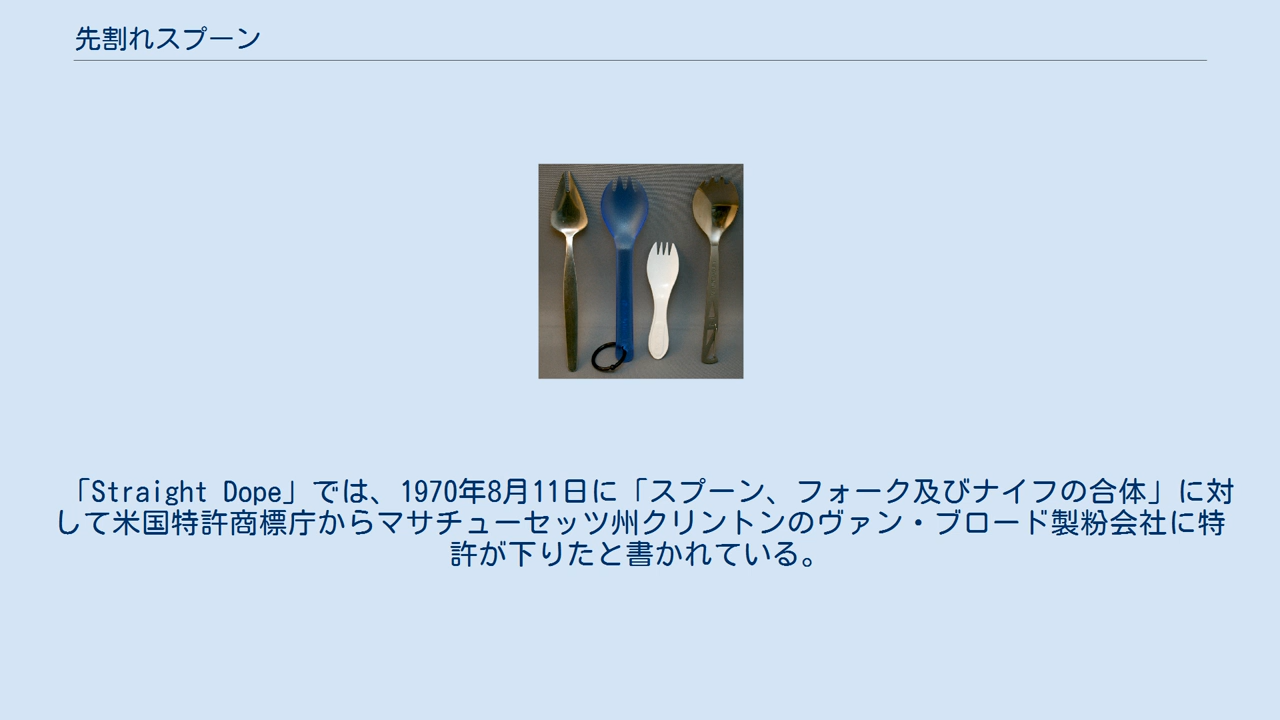 先割れスプーン
「Straight Dope」では、1970年8月11日に「スプーン、フォーク及びナイフの合体」に対
して米国特許商標庁からマサチューセッツ州クリントンのヴァン・ブロード製粉会社に特
許が下りたと書かれている。